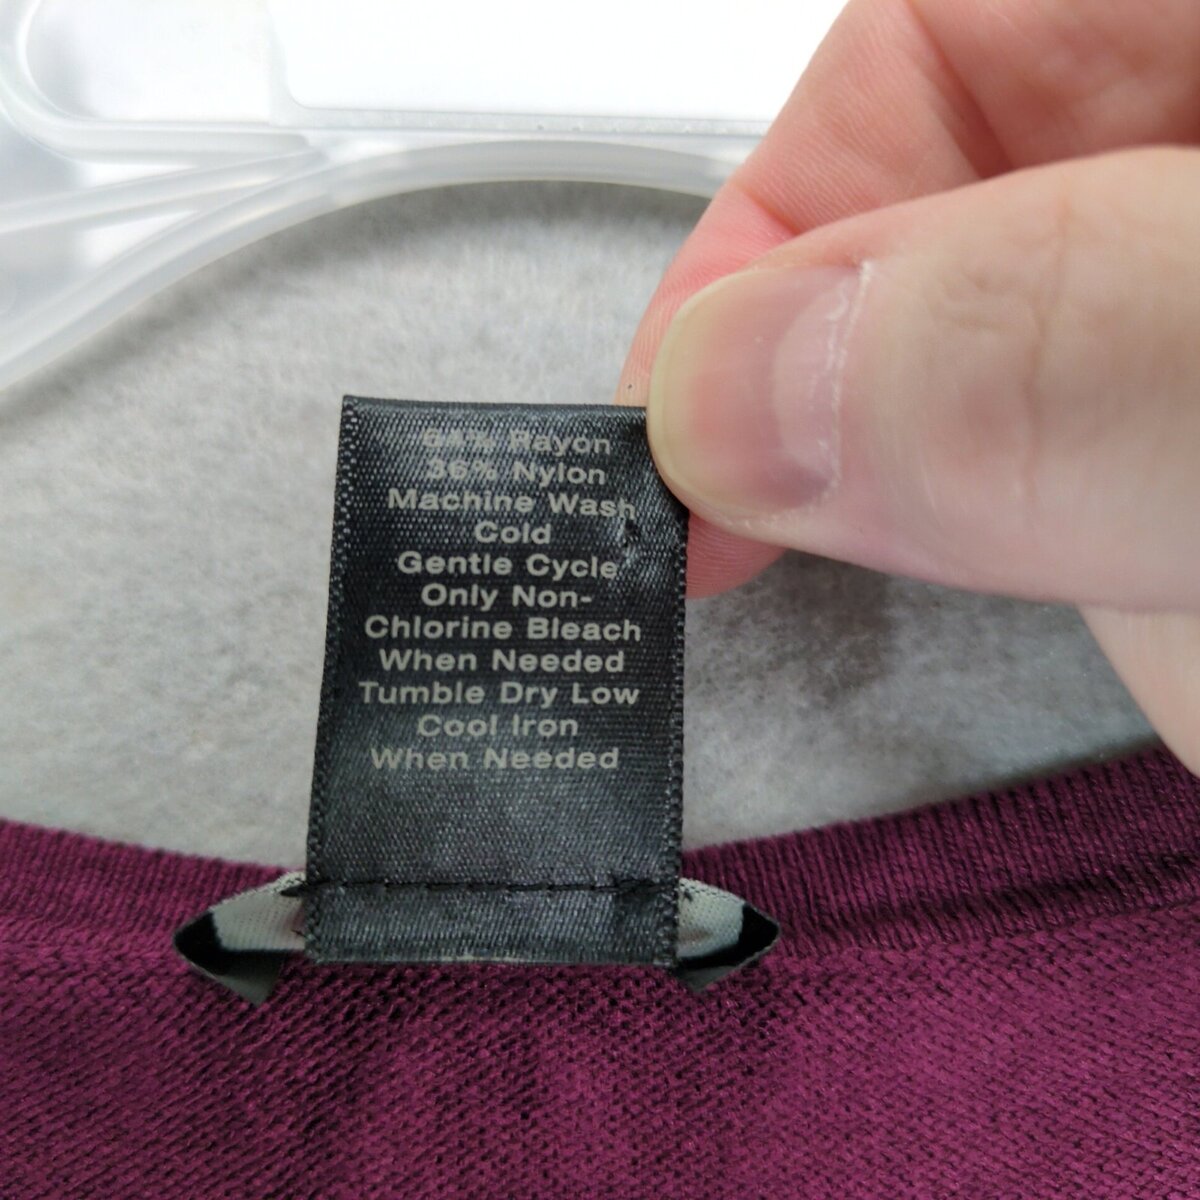 64% Rayon
36% Nylon
Machine Wash
Cold
Gentle Cycle
Only Non-
Chlorine Bleach
When Needed
Tumble Dry Low
Cool Iron
When Needed